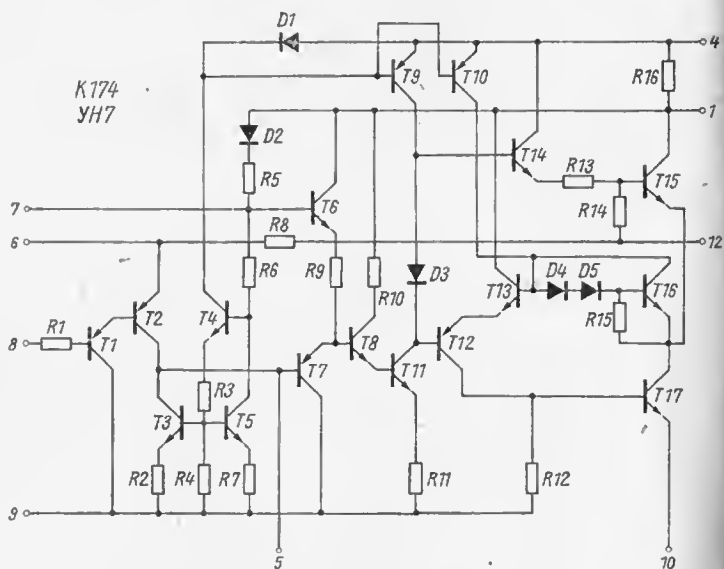 D1
4
T9
T10
R16
К174
УН7
1
D2
T14
R13
T15
R5
R14
7
T6
6
R8
12
R6
R9
R10
D3
T13
D4
D5
T16
R15
T2
T4
8
R1
T1
T7
T8
T11
T12
R3
T17
T3
T5
R2
R4
R7
R11
R12
9
5
10